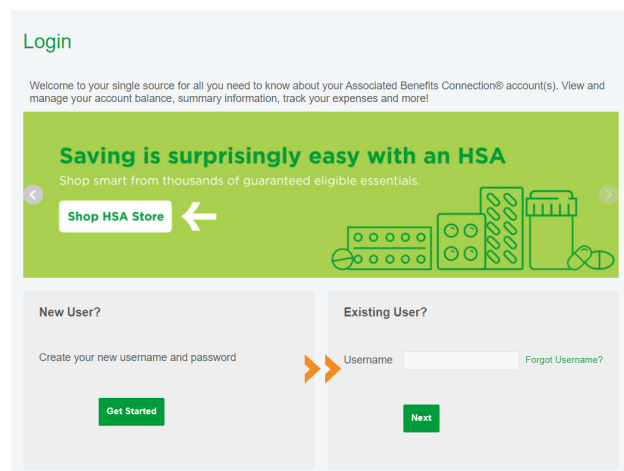 Login
Welcome to your single source for all you need to know about your Associated Benefits Connection® account(s). View and
manage your account balance, summary information, track your expenses and more!
Saving is surprisingly easy with an HSA
Shop smart from thousands of guaranteed eligible essentials.
Shop HSA Store
New User?
Create your new username and password
Get Started
Existing User?
Username
Forgot Username?
Next